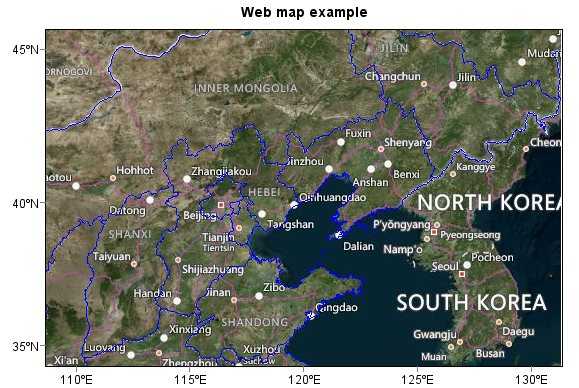 Web map example
45°N
JILIN
Mudan
ORNOGOVI
Changchun
Jilin
INNER MONGOLIA
Fuxin
Shenyang
Cheon
Hohhot
Zhangjiakou
Jinzhou
Kanggye
Benxi
Anshan
aotou
HEBEI
Qinhuangdao
40°N
NORTH KOREA
Datong
Beijing
Tangshan
P'yŏngyang
Pyeongseong
SHANXI
Tianjin
Tientsin
Dalian
Namp'o
Taiyuan
Shijiazhuang
Seoul
Pocheon
Handan
Jinan
Zibo
SOUTH KOREA
Qingdao
SHANDONG
Xinxiang
Gwangju
Daegu
35°N
Luoyang
Xuzhou
Suchow
Muan
Busan
Xi'an
Zhengzhou
110°E
115°E
120°E
125°E
130°E